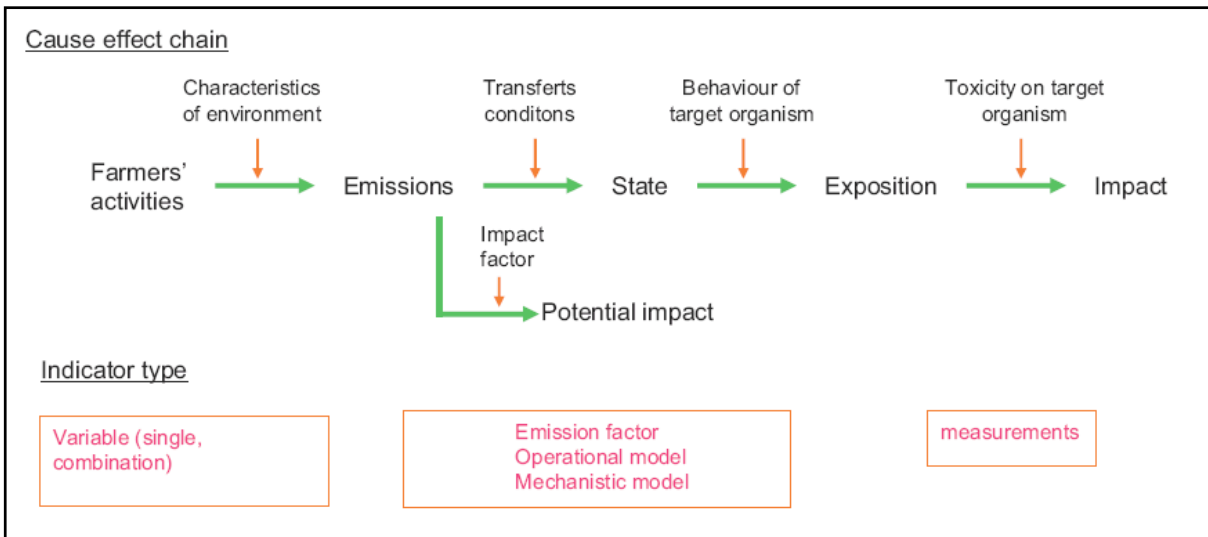 Cause effect chain
Characteristics
of environment
Transferts
conditons
Behaviour of
target organism
Toxicity on target
organism
Farmers’
activities
Emissions
State
Exposition
Impact
Impact
factor
Potential impact
Indicator type
Variable (single,
combination)
Emission factor
Operational model
Mechanistic model
measurements